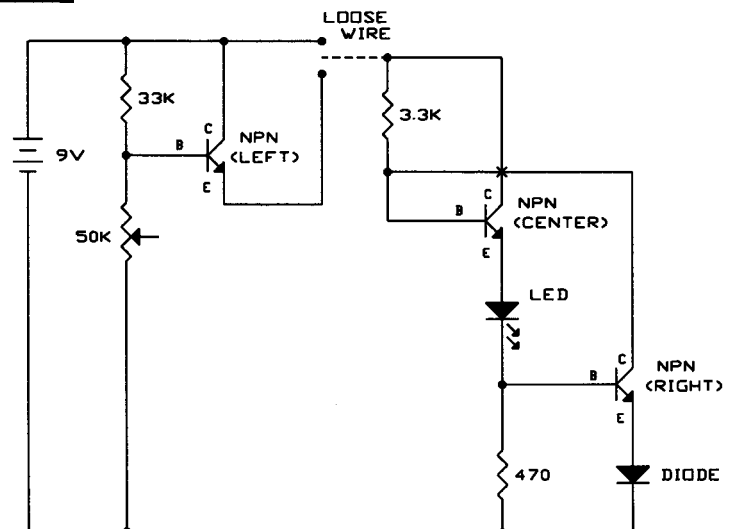 LOOSE
WIRE
33K
3.3K
C
NPN
(LEFT)
B
9V
E
C
NPN
(CENTER)
B
50K
E
LED
C
NPN
(RIGHT)
B
E
470
DIODE